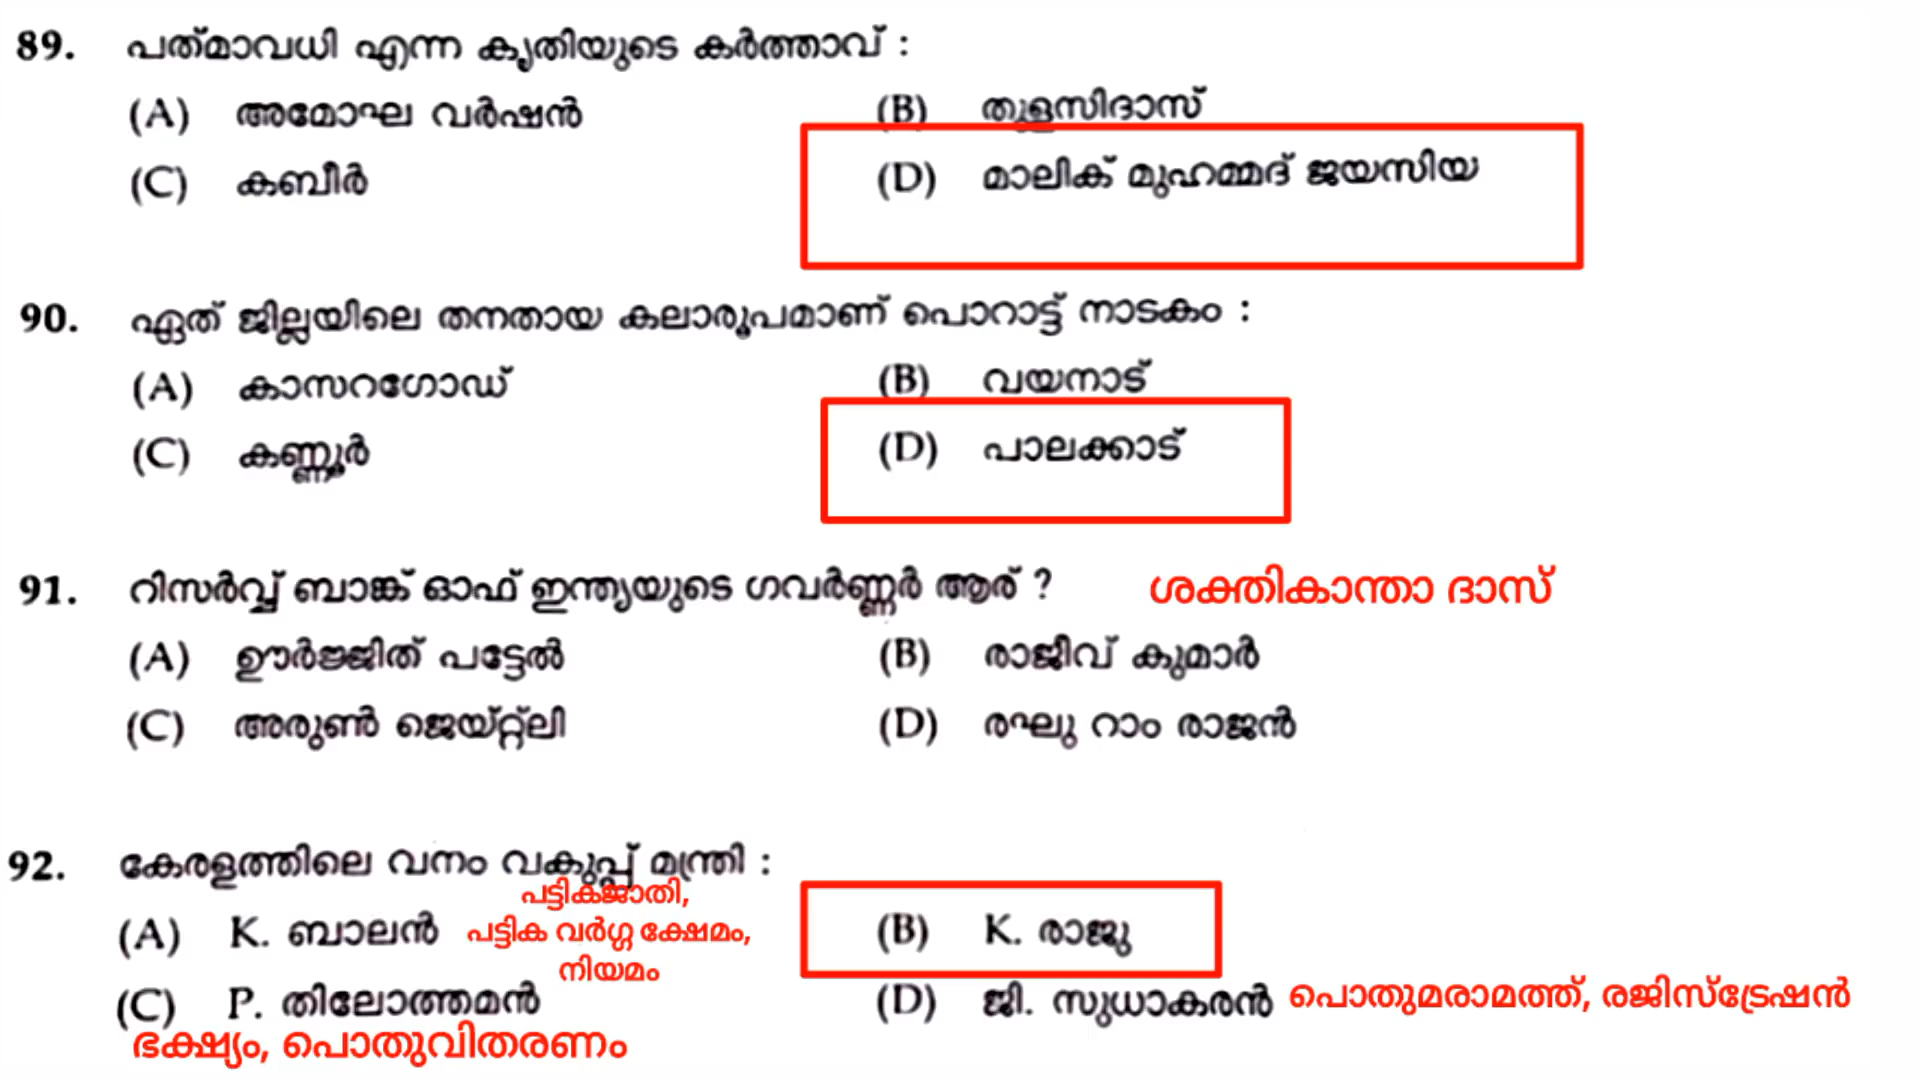 89. പത്മാവധി എന്ന കൃതിയുടെ കർത്താവ് :
(A) അമോഘ വർഷൻ (B) തുളസിദാസ്
(C) കബീർ (D) മാലിക് മുഹമ്മദ് ജയസിയ
90. ഏത് ജില്ലയിലെ തനതായ കലാരൂപമാണ് പൊറാട്ട് നാടകം :
(A) കാസറഗോഡ് (B) വയനാട്
(C) കണ്ണൂർ (D) പാലക്കാട്
91. റിസർവ്വ് ബാങ്ക് ഓഫ് ഇന്ത്യയുടെ ഗവർണ്ണർ ആര് ? ശക്തികാന്താ ദാസ്
(A) ഊർജ്ജിത് പട്ടേൽ (B) രാജീവ് കുമാർ
(C) അരുൺ ജെയ്റ്റ്ലി (D) രഘു റാം രാജൻ
92. കേരളത്തിലെ വനം വകുപ്പ് മന്ത്രി :
പട്ടികജാതി,
(A) K. ബാലൻ പട്ടിക വർഗ്ഗ ക്ഷേമം, (B) K. രാജു
നിയമം
(C) P. തിലോത്തമൻ (D) ജി. സുധാകരൻ പൊതുമരാമത്ത്, രജിസ്ട്രേഷൻ
ഭക്ഷ്യം, പൊതുവിതരണം